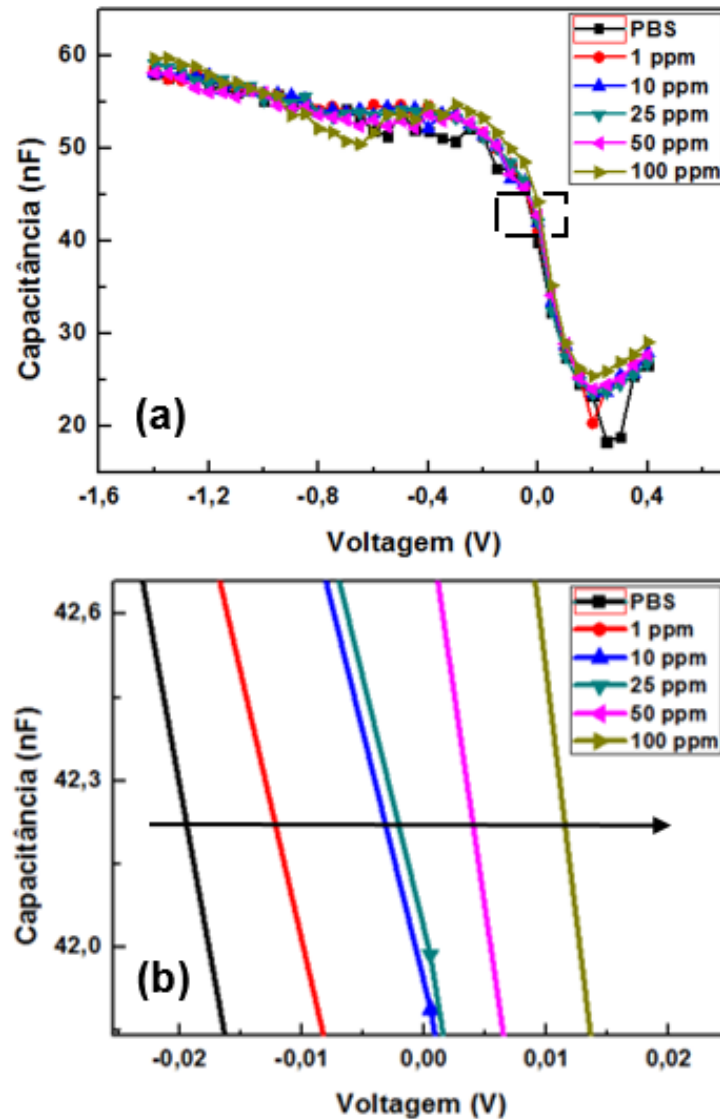 60
50
40
30
20
Capacitância (nF)
PBS
1 ppm
10 ppm
25 ppm
50 ppm
100 ppm
(a)
-1,6 -1,2 -0,8 -0,4 0,0 0,4
Voltagem (V)
42,6
42,3
42,0
Capacitância (nF)
PBS
1 ppm
10 ppm
25 ppm
50 ppm
100 ppm
(b)
-0,02 -0,01 0,00 0,01 0,02
Voltagem (V)